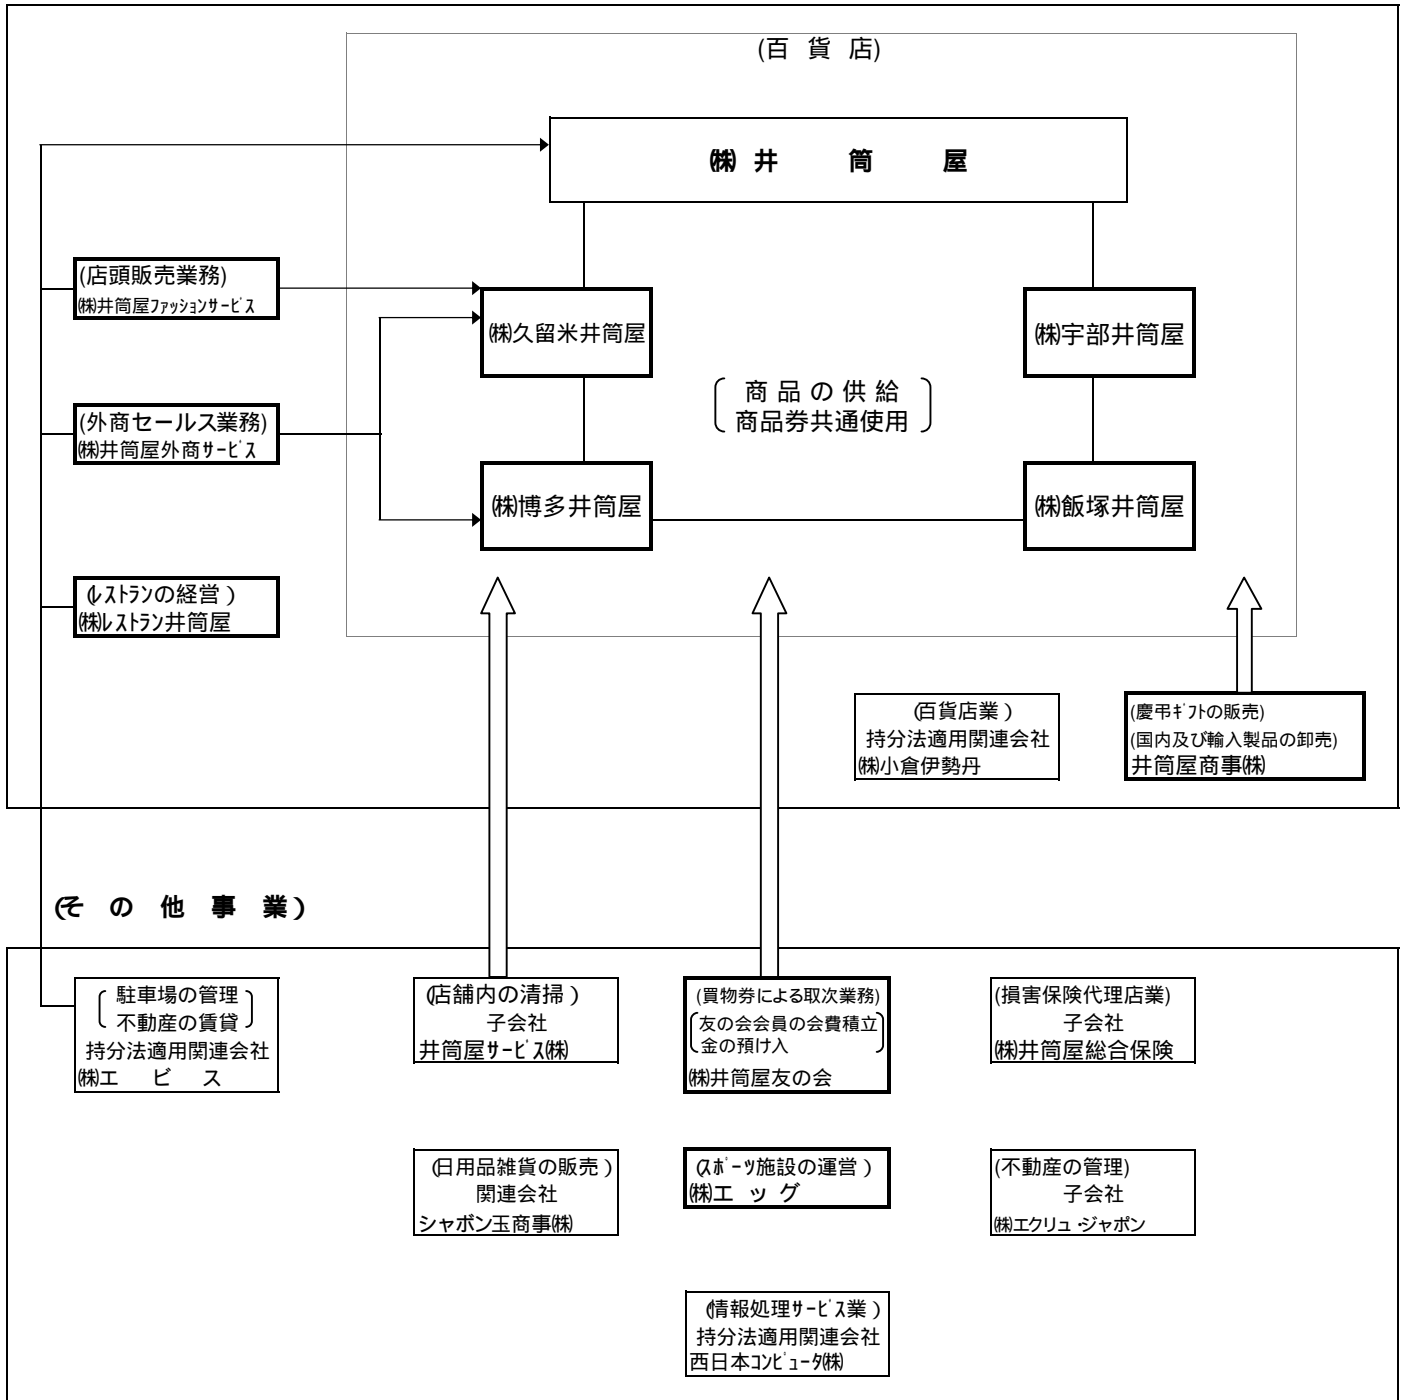 (百 貨 店)
㈱ 井 筒 屋
(店頭販売業務)
㈱井筒屋ファッションサービス
㈱久留米井筒屋
㈱宇部井筒屋
商 品 の 供 給
商品券共通使用
(外商セールス業務)
㈱井筒屋外商サービス
㈱博多井筒屋
㈱飯塚井筒屋
(レストランの経営)
㈱レストラン井筒屋
(百貨店業)
持分法適用関連会社
㈱小倉伊勢丹
(慶弔ギフトの販売)
(国内及び輸入製品の卸売)
井筒屋商事㈱
(そ の 他 事 業)
駐車場の管理
不動産の賃貸
持分法適用関連会社
㈱エ ビ ス
(店舗内の清掃)
子会社
井筒屋サービス㈱
(買物券による取次業務)
友の会会員の会費積立
金の預け入
㈱井筒屋友の会
(損害保険代理店業)
子会社
㈱井筒屋総合保険
(日用品雑貨の販売)
関連会社
シャボン玉商事㈱
(スポーツ施設の運営)
㈱エ ッ グ
(不動産の管理)
子会社
㈱エクリュ・ジャポン
(情報処理サービス業)
持分法適用関連会社
西日本コンピュータ㈱